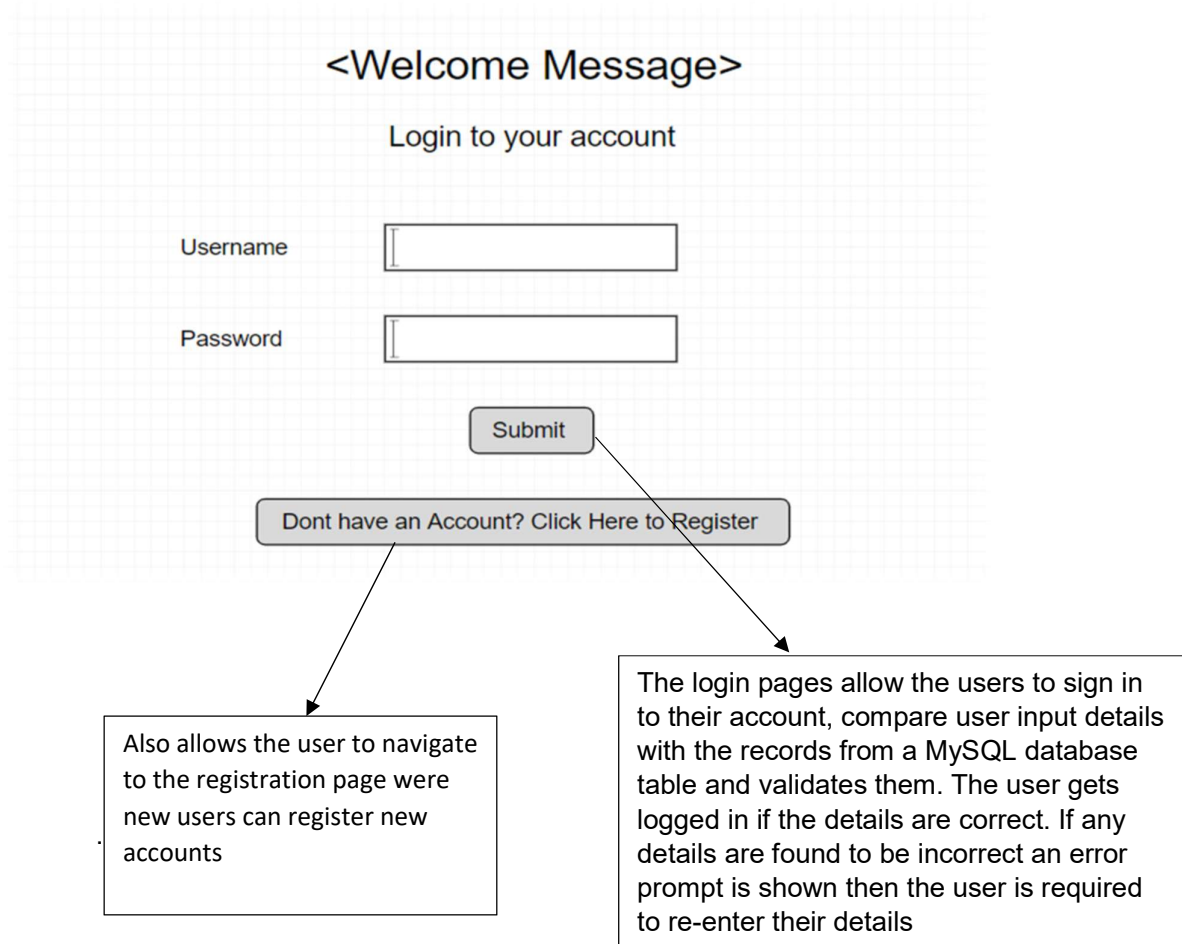 <Welcome Message>
Login to your account
Username
Password
Submit
Dont have an Account? Click Here to Register
Also allows the user to navigate
to the registration page were
new users can register new
accounts
.
The login pages allow the users to sign in
to their account, compare user input details
with the records from a MySQL database
table and validates them. The user gets
logged in if the details are correct. If any
details are found to be incorrect an error
prompt is shown then the user is required
to re-enter their details